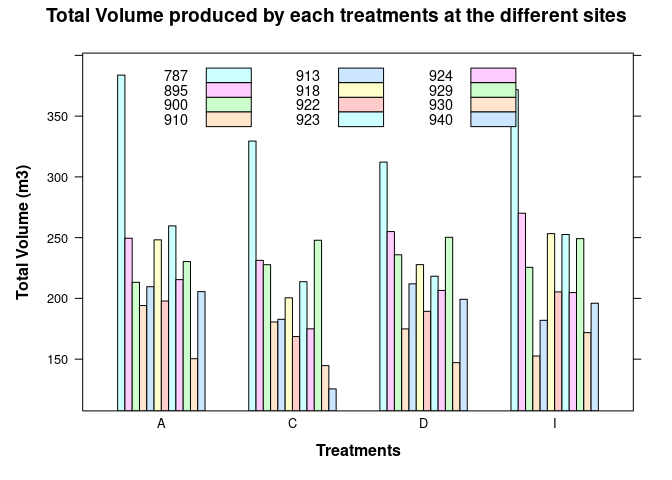 Total Volume produced by each treatments at the different sites
787 913 924
895 918 929
900 922 930
910 923 940
350
300
250
200
150
Total Volume (m3)
A C D I
Treatments